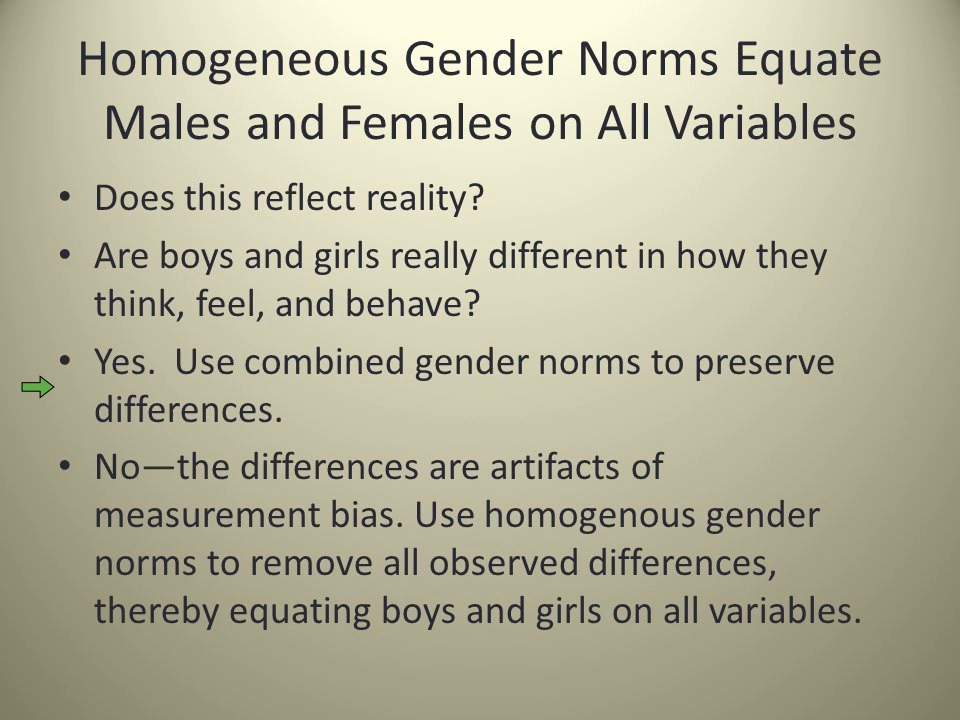 Homogeneous Gender Norms Equate
Males and Females on All Variables
• Does this reflect reality?
• Are boys and girls really different in how they
think, feel, and behave?
• Yes.  Use combined gender norms to preserve
differences.
• No—the differences are artifacts of
measurement bias. Use homogenous gender
norms to remove all observed differences,
thereby equating boys and girls on all variables.